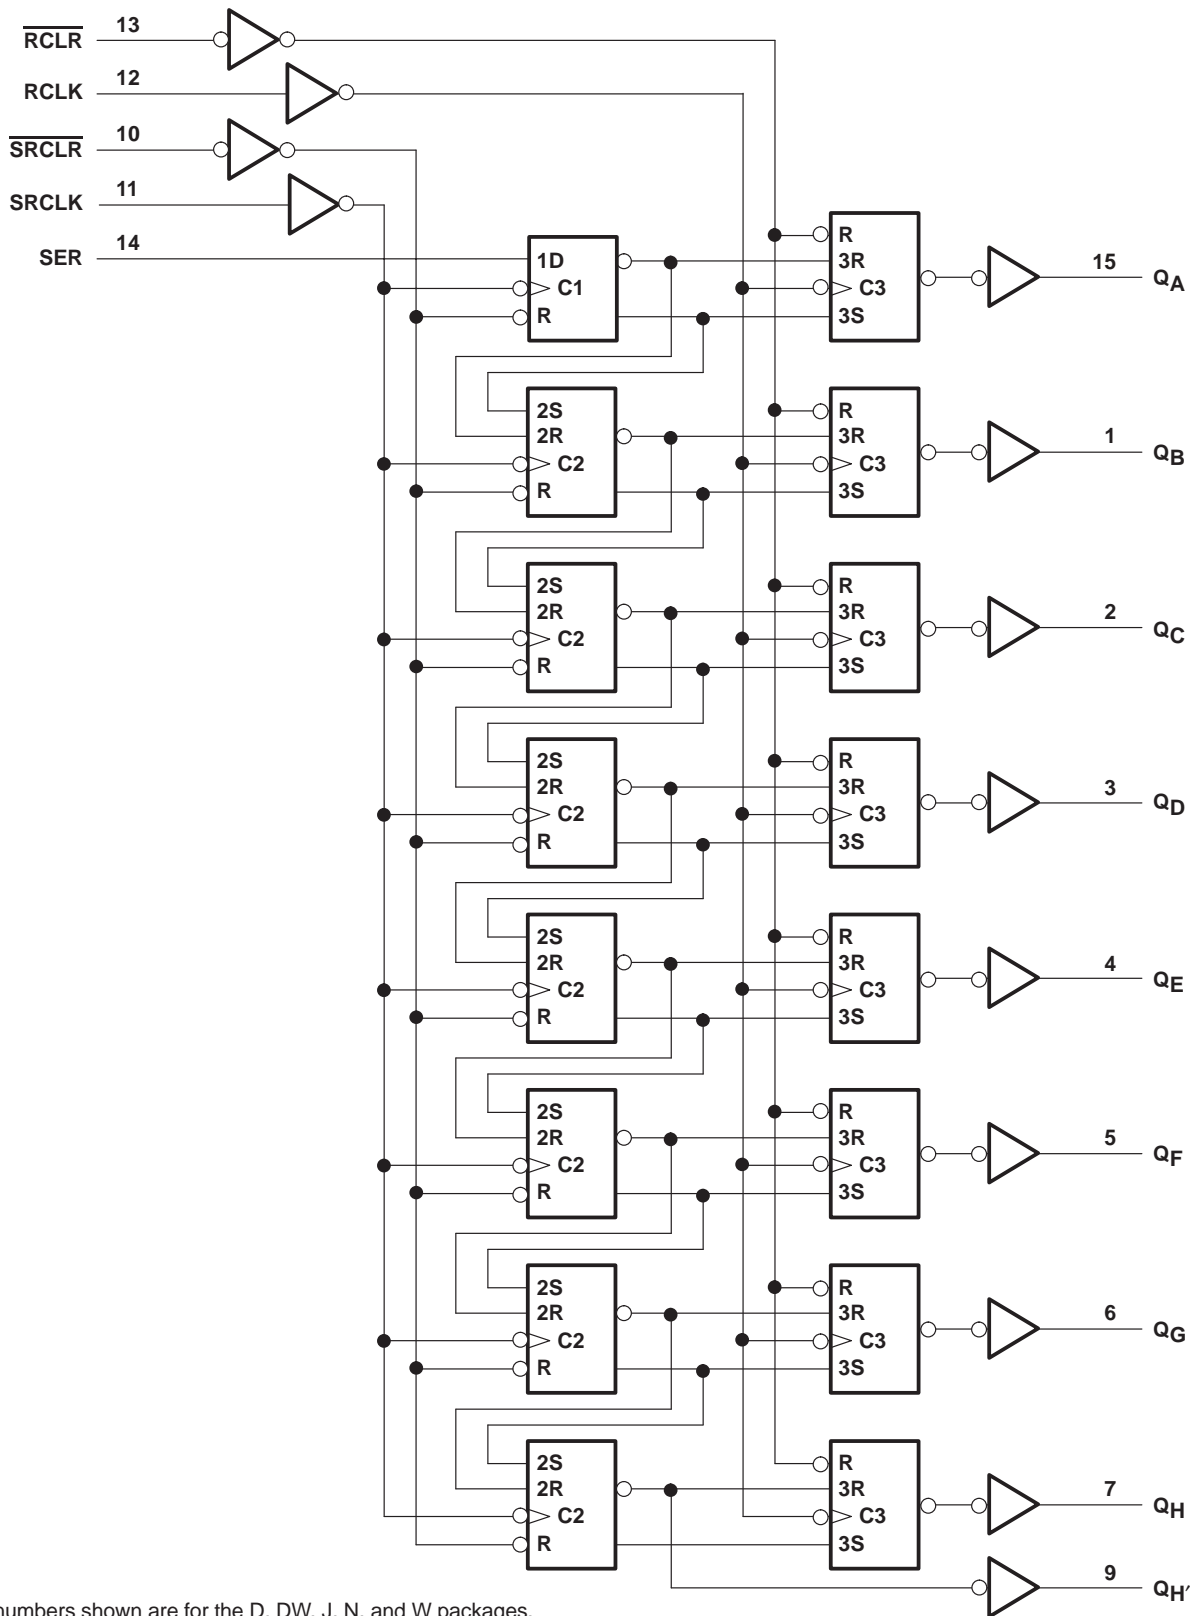 RCLR 13
RCLK 12
SRCLR 10
SRCLK 11
SER 14
1D
C1
R
R
3R
C3
3S
15 QA
2S
2R
C2
R
R
3R
C3
3S
1 QB
2S
2R
C2
R
R
3R
C3
3S
2 QC
2S
2R
C2
R
R
3R
C3
3S
3 QD
2S
2R
C2
R
R
3R
C3
3S
4 QE
2S
2R
C2
R
R
3R
C3
3S
5 QF
2S
2R
C2
R
R
3R
C3
3S
6 QG
2S
2R
C2
R
R
3R
C3
3S
7 QH
9 QH′
numbers shown are for the D, DW, J, N, and W packages.